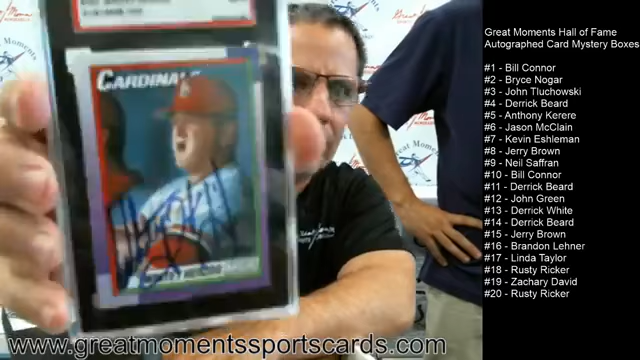 CARDINALS
Great Moments Hall of Fame
Autographed Card Mystery Boxes
#1 - Bill Connor
#2 - Bryce Nogar
#3 - John Tluchowski
#4 - Derrick Beard
#5 - Anthony Kerere
#6 - Jason McClain
#7 - Kevin Eshleman
#8 - Jerry Brown
#9 - Neil Saffran
#10 - Bill Connor
#11 - Derrick Beard
#12 - John Green
#13 - Derrick White
#14 - Derrick Beard
#15 - Jerry Brown
#16 - Brandon Lehner
#17 - Linda Taylor
#18 - Rusty Ricker
#19 - Zachary David
#20 - Rusty Ricker
www.greatmomentssportscards.com